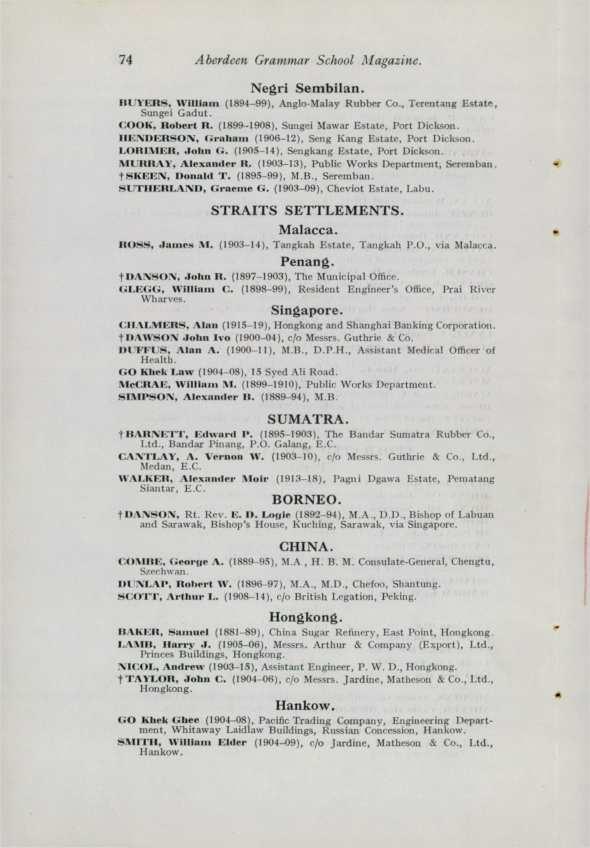 74 Aberdeen Grammar School Magazine.
Negri Sembilan.
BUYERS, William (1894–99), Anglo-Malay Rubber Co., Terentang Estate,
Sungei Gadut.
COOK, Robert R. (1899–1908), Sungei Mawar Estate, Port Dickson.
HENDERSON, Graham (1906–12), Seng Kang Estate, Port Dickson.
LORIMER, John G. (1905–14), Sengkang Estate, Port Dickson.
MURRAY, Alexander R. (1903–13), Public Works Department, Seremban.
†SKEEN, Donald T. (1895–99), M.B., Seremban.
SUTHERLAND, Graeme G. (1903–09), Cheviot Estate, Labu.
STRAITS SETTLEMENTS.
Malacca.
ROSS, James M. (1903–14), Tangkah Estate, Tangkah P.O., via Malacca.
Penang.
†DANSON, John R. (1897–1903), The Municipal Office.
GLEGG, William C. (1898–99), Resident Engineer's Office, Prai River
Wharves.
Singapore.
CHALMERS, Alan (1915–19), Hongkong and Shanghai Banking Corporation.
†DAWSON John Ivo (1900–04), c/o Messrs. Guthrie & Co.
DUFFUS, Alan A. (1900–11), M.B., D.P.H., Assistant Medical Officer of
Health.
GO Khek Law (1904–08), 15 Syed Ali Road.
McCRAE, William M. (1899–1910), Public Works Department.
SIMPSON, Alexander B. (1889–94), M.B.
SUMATRA.
†BARNETT, Edward P. (1895–1903), The Bandar Sumatra Rubber Co.,
Ltd., Bandar Pinang, P.O. Galang, E.C.
CANTLAY, A. Vernon W. (1903–10), c/o Messrs. Guthrie & Co., Ltd.,
Medan, E.C.
WALKER, Alexander Moir (1913–18), Pagni Dgawa Estate, Pematang
Siantar, E.C.
BORNEO.
†DANSON, Rt. Rev. E. D. Logie (1892–94), M.A., D.D., Bishop of Labuan
and Sarawak, Bishop's House, Kuching, Sarawak, via Singapore.
CHINA.
COMBE, George A. (1889–95), M.A , H. B. M. Consulate-General, Chengtu,
Szechwan.
DUNLAP, Robert W. (1896–97), M.A., M.D., Chefoo, Shantung.
SCOTT, Arthur L. (1908–14), c/o British Legation, Peking.
Hongkong.
BAKER, Samuel (1881–89), China Sugar Refinery, East Point, Hongkong.
LAMB, Harry J. (1905–06), Messrs. Arthur & Company (Export), Ltd.,
Princes Buildings, Hongkong.
NICOL, Andrew (1903–15), Assistant Engineer, P. W. D., Hongkong.
†TAYLOR, John C. (1904–06), c/o Messrs. Jardine, Matheson & Co., Ltd.,
Hongkong.
Hankow.
GO Khek Ghee (1904–08), Pacific Trading Company, Engineering Depart-
ment, Whitaway Laidlaw Buildings, Russian Concession, Hankow.
SMITH, William Elder (1904–09), c/o Jardine, Matheson & Co., Ltd.,
Hankow.